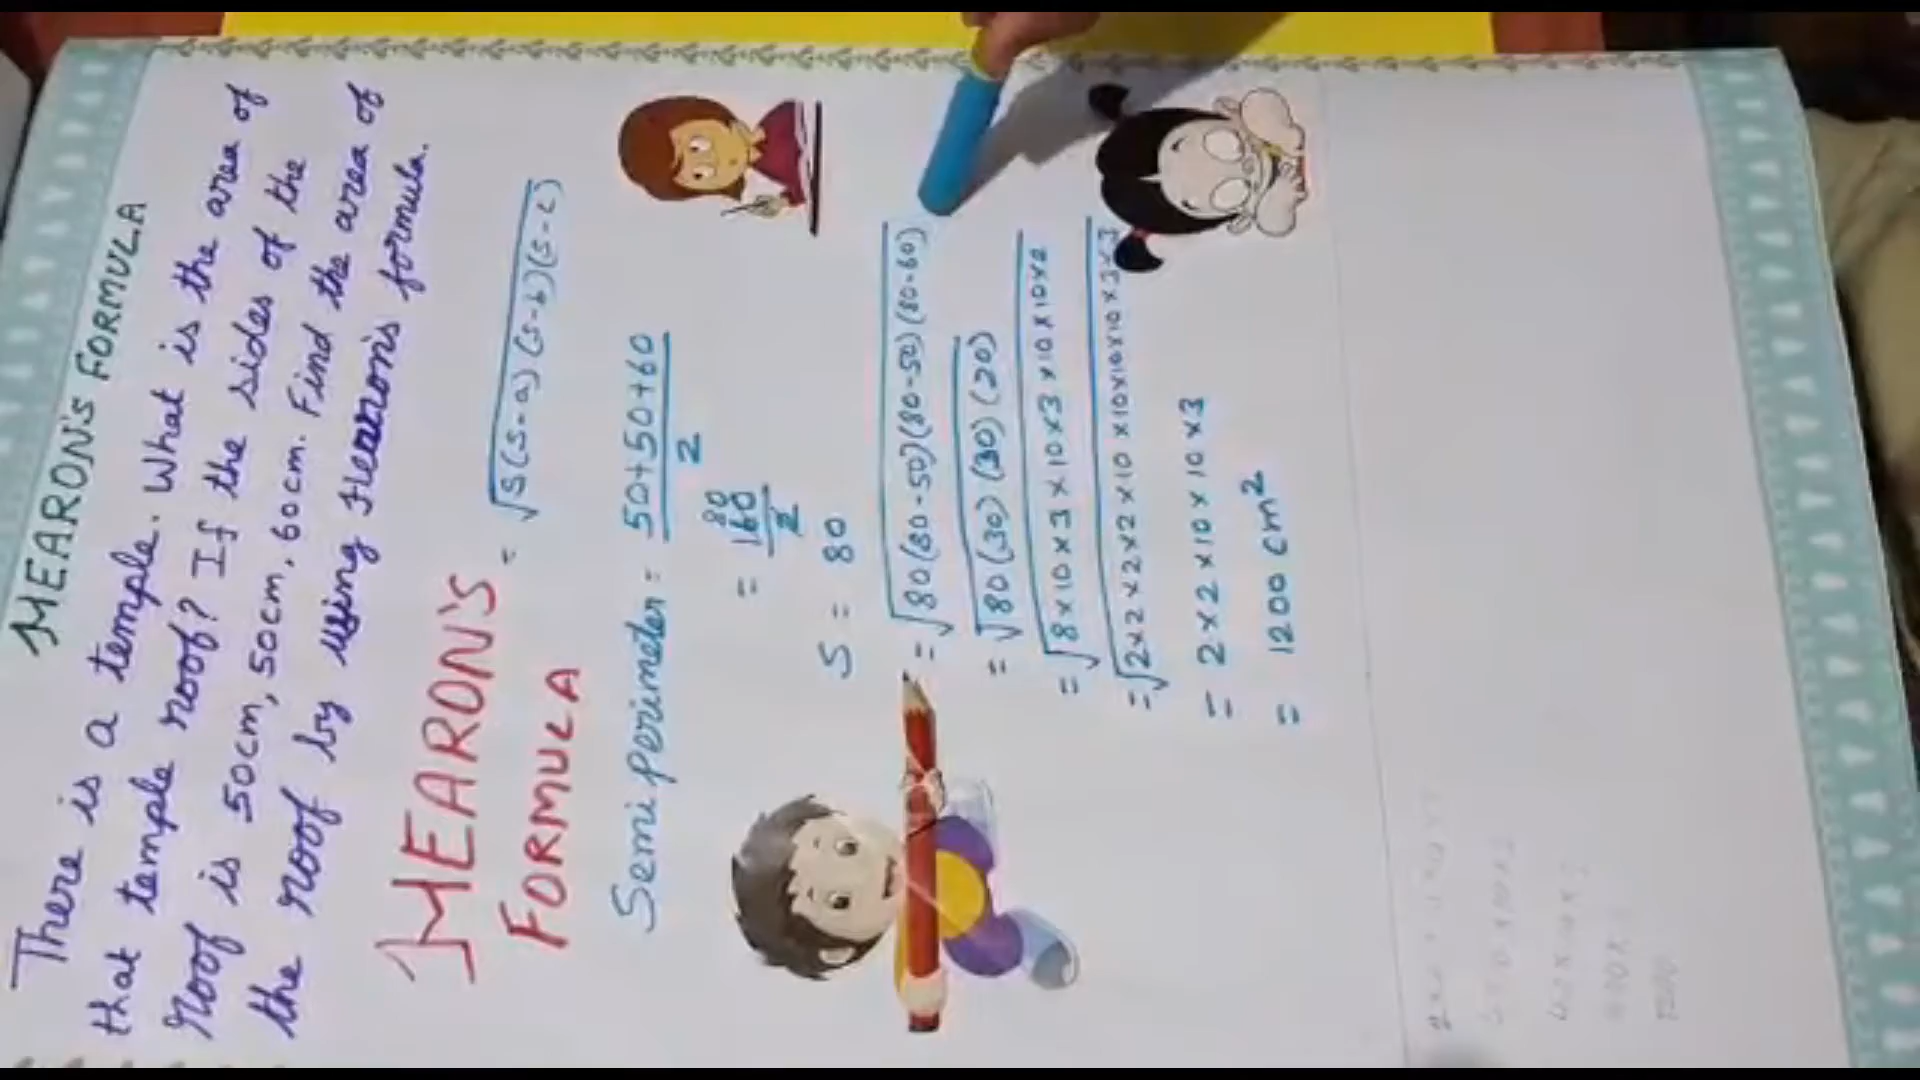 HEARON'S FORMULA
There is a temple. What is the area of
that temple roof? If the sides of the
roof is 50cm, 50cm, 60cm. Find the area of
the roof by using Hearon's formula.
HEARON'S
FORMULA
= √S(S-a)(S-b)(S-c)
Semi perimeter = 50+50+60
2
80
= 160
2
S = 80
= √80(80-50)(80-50)(80-60)
= √80(30)(30)(20)
= √8×10×3×10×3×10×10×2
= √2×2×2×2×10×10×10×10×3×3
= 2×2×10×10×3
= 1200 cm²